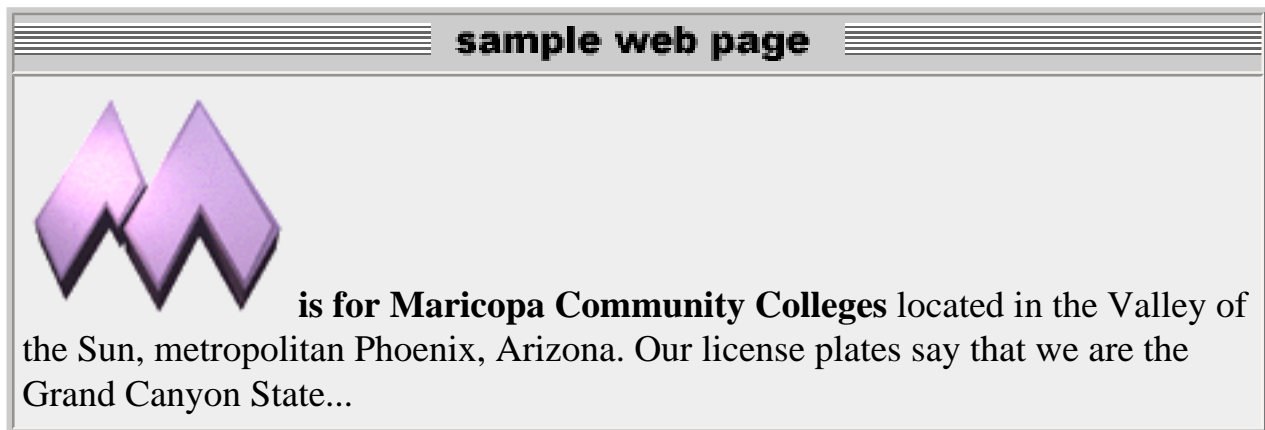 sample web page
is for Maricopa Community Colleges located in the Valley of
the Sun, metropolitan Phoenix, Arizona. Our license plates say that we are the
Grand Canyon State...